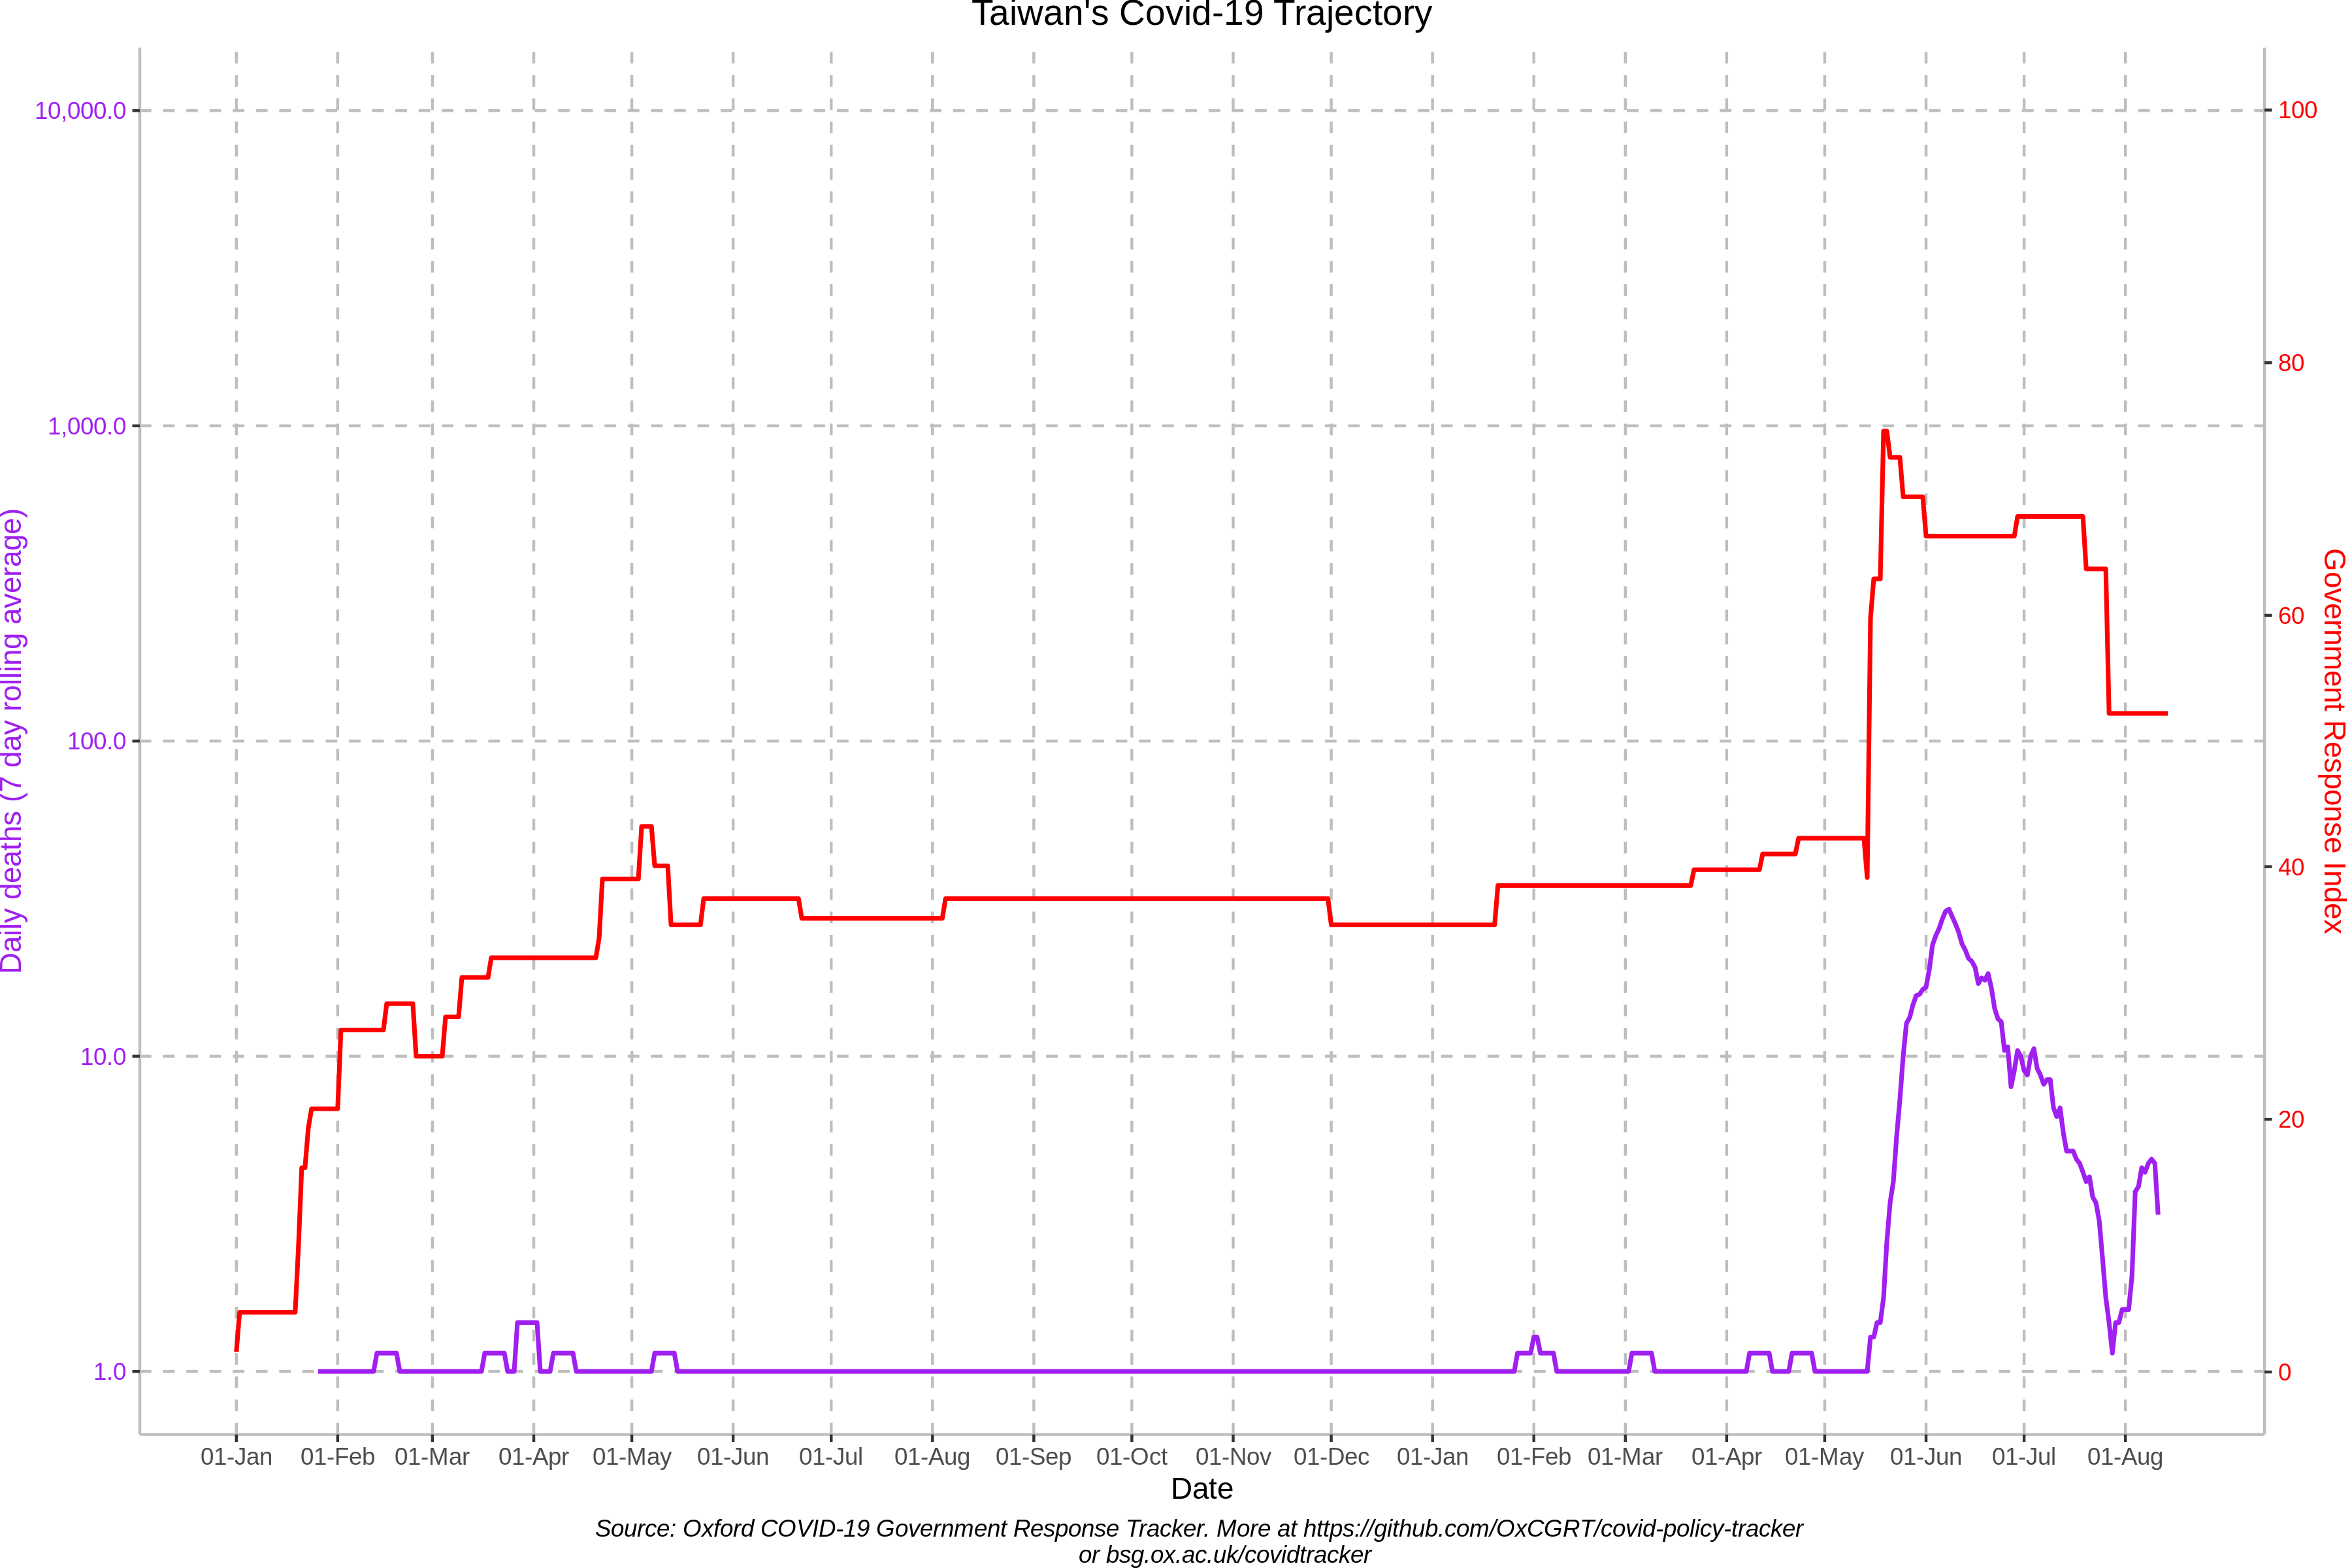 Taiwan's Covid-19 Trajectory
10,000.0
1,000.0
100.0
10.0
1.0
Daily deaths (7 day rolling average)
100
80
60
40
20
0
Government Response Index
01-Jan 01-Feb 01-Mar 01-Apr 01-May 01-Jun 01-Jul 01-Aug 01-Sep 01-Oct 01-Nov 01-Dec 01-Jan 01-Feb 01-Mar 01-Apr 01-May 01-Jun 01-Jul 01-Aug
Date
Source: Oxford COVID-19 Government Response Tracker. More at https://github.com/OxCGRT/covid-policy-tracker
or bsg.ox.ac.uk/covidtracker